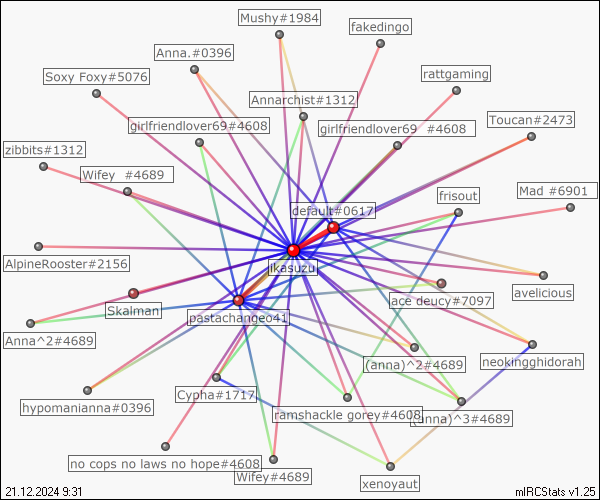 Mushy#1984
fakedingo
Anna.#0396
Soxy Foxy#5076
rattgaming
Annarchist#1312
girlfriendlover69#4608
girlfriendlover69 #4608
Toucan#2473
zibbits#1312
Wifey #4689
frisout
Mad #6901
default#0617
AlpineRooster#2156
ikasuzu
avelicious
Skalman
ace deucy#7097
pastachangeo41
Anna^2#4689
(anna)^2#4689
neokingghidorah
Cypha#1717
hypomanianna#0396
ramshackle gorey#4608
(anna)^3#4689
no cops no laws no hope#4608
Wifey#4689
xenoyaut
21.12.2024 9:31
mIRCStats v1.25